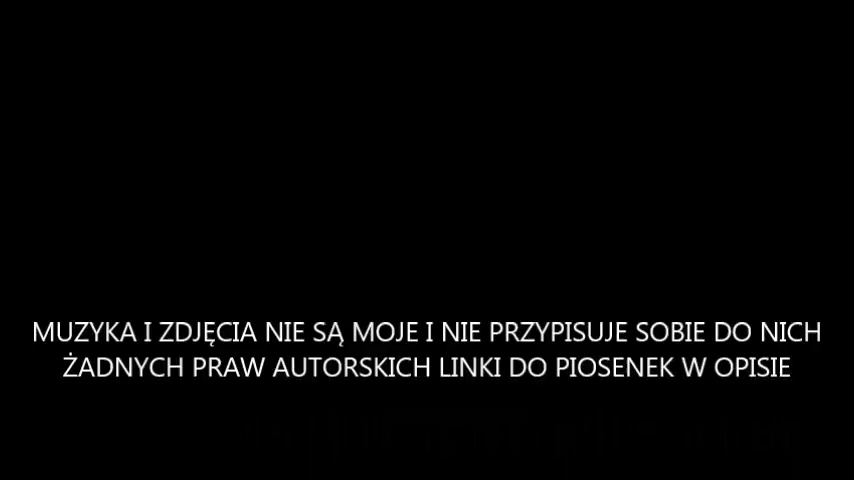 MUZYKA I ZDJĘCIA NIE SĄ MOJE I NIE PRZYPISUJE SOBIE DO NICH
ŻADNYCH PRAW AUTORSKICH LINKI DO PIOSENEK W OPISIE